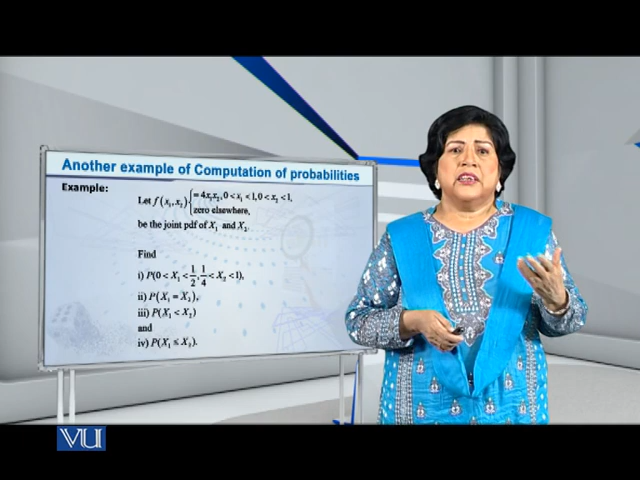 Another example of Computation of probabilities
Example:
Let f(x₁,x₂) { = 4x₁x₂, 0 < x₁ < 1, 0 < x₂ < 1,
zero elsewhere,
be the joint pdf of X₁ and X₂.
Find
i) P(0 < X₁ < 1/2, 1/4 < X₂ < 1),
ii) P(X₁ = X₂),
iii) P(X₁ < X₂)
and
iv) P(X₁ ≤ X₂).
VU